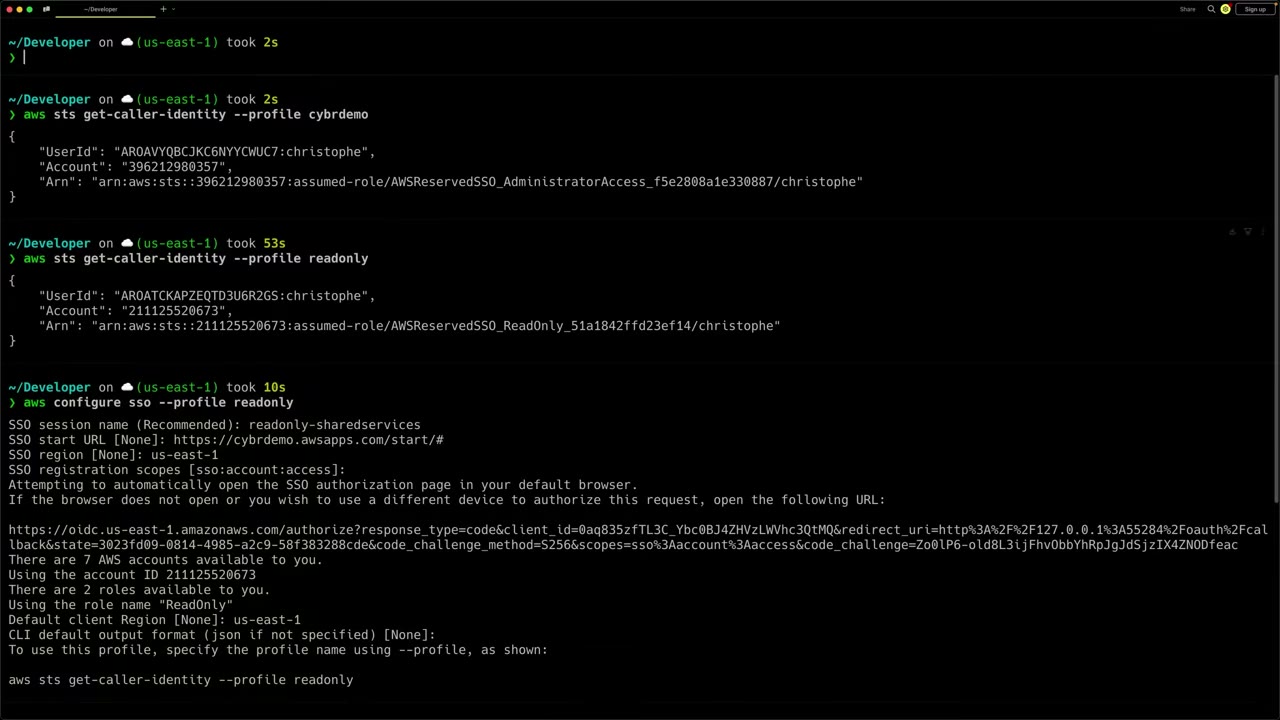 ~/Developer
Share
Sign up
~/Developer on (us-east-1) took 2s
❯
~/Developer on (us-east-1) took 2s
❯ aws sts get-caller-identity --profile cybrdemo
{
"UserId": "AROAVYQBCJKC6NYYCWUC7:christophe",
"Account": "396212980357",
"Arn": "arn:aws:sts::396212980357:assumed-role/AWSReservedSSO_AdministratorAccess_f5e2808a1e330887/christophe"
}
~/Developer on (us-east-1) took 53s
❯ aws sts get-caller-identity --profile readonly
{
"UserId": "AROATCKAPZEQTD3U6R2GS:christophe",
"Account": "211125520673",
"Arn": "arn:aws:sts::211125520673:assumed-role/AWSReservedSSO_ReadOnly_51a1842ffd23ef14/christophe"
}
~/Developer on (us-east-1) took 10s
❯ aws configure sso --profile readonly
SSO session name (Recommended): readonly-sharedservices
SSO start URL [None]: https://cybrdemo.awsapps.com/start/#
SSO region [None]: us-east-1
SSO registration scopes [sso:account:access]:
Attempting to automatically open the SSO authorization page in your default browser.
If the browser does not open or you wish to use a different device to authorize this request, open the following URL:
https://oidc.us-east-1.amazonaws.com/authorize?response_type=code&client_id=0aq835zfTL3C_Ybc0BJ4ZHVzLWVhc3QtMQ&redirect_uri=http%3A%2F%2F127.0.0.1%3A55284%2Foauth%2Fcal
lback&state=3023fd09-0814-4985-a2c9-58f383288cde&code_challenge_method=S256&scopes=sso%3Aaccount%3Aaccess&code_challenge=Zo0lP6-old8L3ijFhvObbYhRpJgJdSjzIX4ZNODfeac
There are 7 AWS accounts available to you.
Using the account ID 211125520673
There are 2 roles available to you.
Using the role name "ReadOnly"
Default client Region [None]: us-east-1
CLI default output format (json if not specified) [None]:
To use this profile, specify the profile name using --profile, as shown:
aws sts get-caller-identity --profile readonly